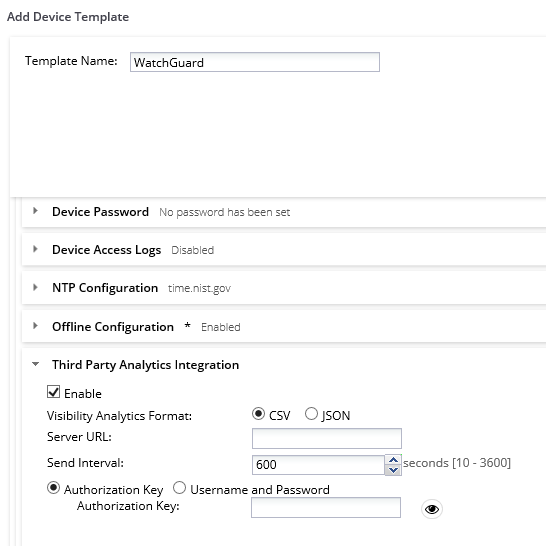 Add Device Template
Template Name: WatchGuard
Device Password No password has been set
Device Access Logs Disabled
NTP Configuration time.nist.gov
Offline Configuration * Enabled
Third Party Analytics Integration
Enable
Visibility Analytics Format: CSV JSON
Server URL:
Send Interval: 600 seconds [10 - 3600]
Authorization Key Username and Password
Authorization Key: